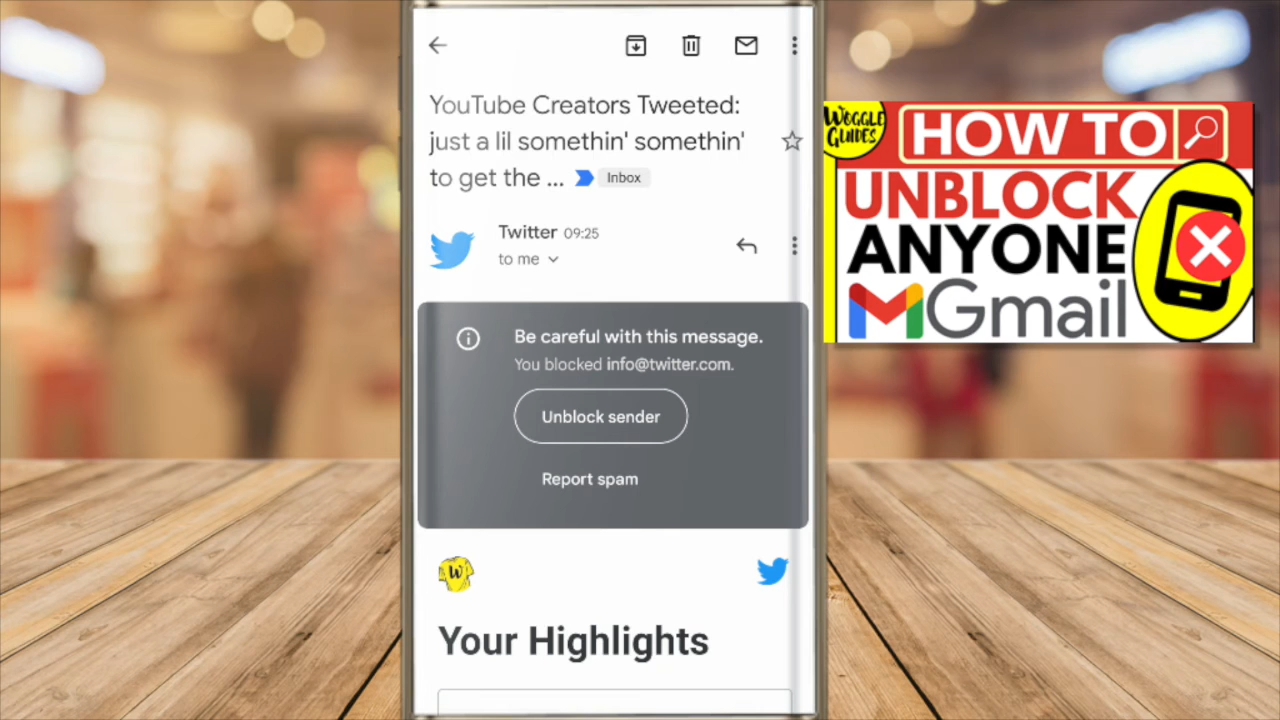 YouTube Creators Tweeted:
just a lil somethin' somethin'
to get the ... Inbox
Twitter 09:25
to me
Be careful with this message.
You blocked info@twitter.com.
Unblock sender
Report spam
W
Your Highlights
WOGGLE
GUIDES
HOW TO
UNBLOCK
ANYONE
Gmail